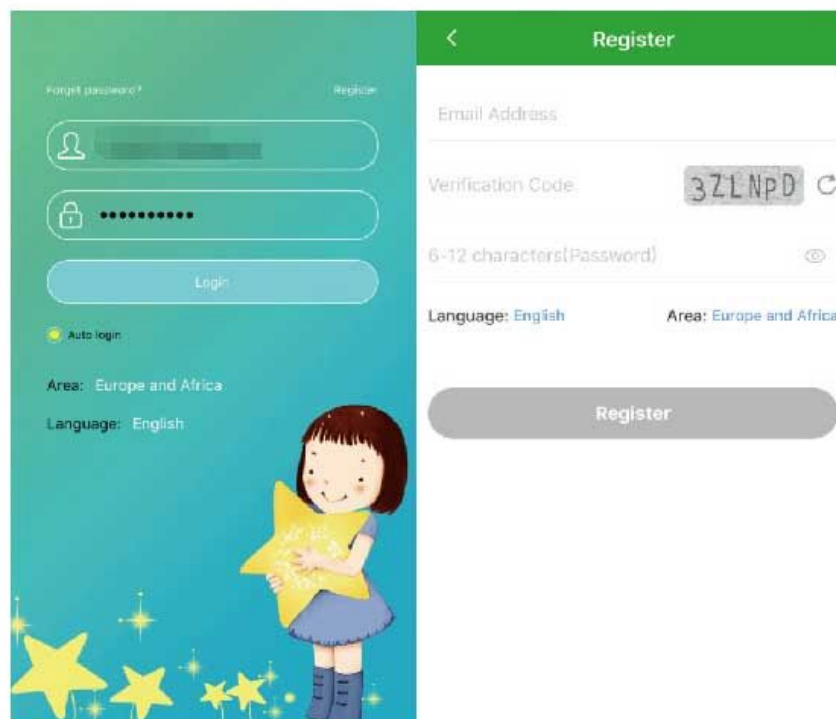 Forget password?
Register
Login
Auto login
Area: Europe and Africa
Language: English
Register
Email Address
Verification Code
3ZLNpD
6-12 characters(Password)
Language: English
Area: Europe and Africa
Register